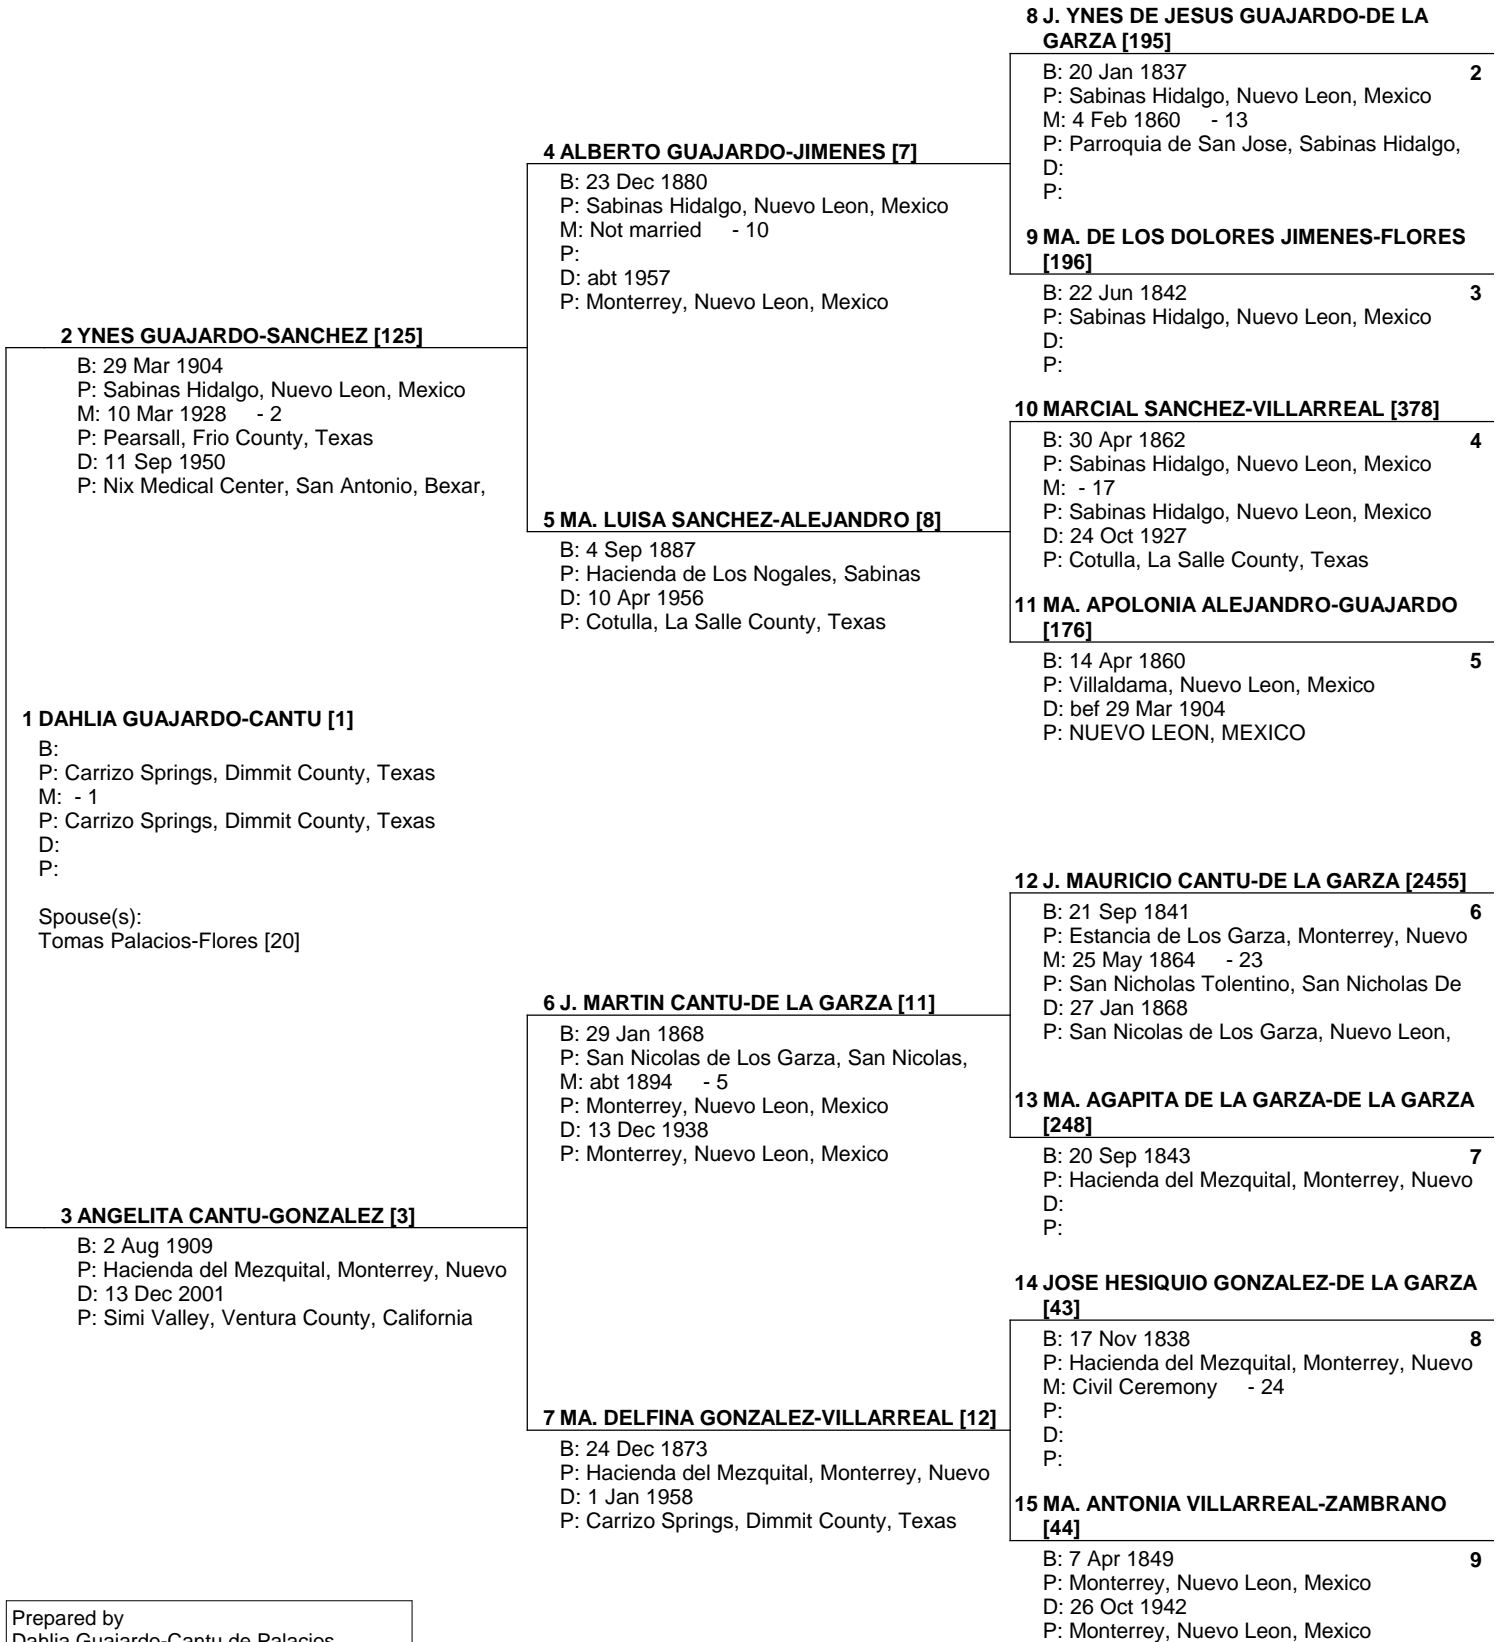 8 J. YNES DE JESUS GUAJARDO-DE LA
GARZA [195]
B: 20 Jan 1837 2
P: Sabinas Hidalgo, Nuevo Leon, Mexico
M: 4 Feb 1860 - 13
P: Parroquia de San Jose, Sabinas Hidalgo,
D:
P:
4 ALBERTO GUAJARDO-JIMENES [7]
B: 23 Dec 1880
P: Sabinas Hidalgo, Nuevo Leon, Mexico
M: Not married - 10
P:
D: abt 1957
P: Monterrey, Nuevo Leon, Mexico
9 MA. DE LOS DOLORES JIMENES-FLORES
[196]
B: 22 Jun 1842 3
P: Sabinas Hidalgo, Nuevo Leon, Mexico
D:
P:
2 YNES GUAJARDO-SANCHEZ [125]
B: 29 Mar 1904
P: Sabinas Hidalgo, Nuevo Leon, Mexico
M: 10 Mar 1928 - 2
P: Pearsall, Frio County, Texas
D: 11 Sep 1950
P: Nix Medical Center, San Antonio, Bexar,
10 MARCIAL SANCHEZ-VILLARREAL [378]
B: 30 Apr 1862 4
P: Sabinas Hidalgo, Nuevo Leon, Mexico
M: - 17
P: Sabinas Hidalgo, Nuevo Leon, Mexico
D: 24 Oct 1927
P: Cotulla, La Salle County, Texas
5 MA. LUISA SANCHEZ-ALEJANDRO [8]
B: 4 Sep 1887
P: Hacienda de Los Nogales, Sabinas
D: 10 Apr 1956
P: Cotulla, La Salle County, Texas
11 MA. APOLONIA ALEJANDRO-GUAJARDO
[176]
B: 14 Apr 1860 5
P: Villaldama, Nuevo Leon, Mexico
D: bef 29 Mar 1904
P: NUEVO LEON, MEXICO
1 DAHLIA GUAJARDO-CANTU [1]
B:
P: Carrizo Springs, Dimmit County, Texas
M: - 1
P: Carrizo Springs, Dimmit County, Texas
D:
P:
Spouse(s):
Tomas Palacios-Flores [20]
12 J. MAURICIO CANTU-DE LA GARZA [2455]
B: 21 Sep 1841 6
P: Estancia de Los Garza, Monterrey, Nuevo
M: 25 May 1864 - 23
P: San Nicholas Tolentino, San Nicholas De
D: 27 Jan 1868
P: San Nicolas de Los Garza, Nuevo Leon,
6 J. MARTIN CANTU-DE LA GARZA [11]
B: 29 Jan 1868
P: San Nicolas de Los Garza, San Nicolas,
M: abt 1894 - 5
P: Monterrey, Nuevo Leon, Mexico
D: 13 Dec 1938
P: Monterrey, Nuevo Leon, Mexico
13 MA. AGAPITA DE LA GARZA-DE LA GARZA
[248]
B: 20 Sep 1843 7
P: Hacienda del Mezquital, Monterrey, Nuevo
D:
P:
3 ANGELITA CANTU-GONZALEZ [3]
B: 2 Aug 1909
P: Hacienda del Mezquital, Monterrey, Nuevo
D: 13 Dec 2001
P: Simi Valley, Ventura County, California
14 JOSE HESIQUIO GONZALEZ-DE LA GARZA
[43]
B: 17 Nov 1838 8
P: Hacienda del Mezquital, Monterrey, Nuevo
M: Civil Ceremony - 24
P:
D:
P:
7 MA. DELFINA GONZALEZ-VILLARREAL [12]
B: 24 Dec 1873
P: Hacienda del Mezquital, Monterrey, Nuevo
D: 1 Jan 1958
P: Carrizo Springs, Dimmit County, Texas
15 MA. ANTONIA VILLARREAL-ZAMBRANO
[44]
B: 7 Apr 1849 9
P: Monterrey, Nuevo Leon, Mexico
D: 26 Oct 1942
P: Monterrey, Nuevo Leon, Mexico
Prepared by
Dahlia Guajardo-Cantu de Palacios